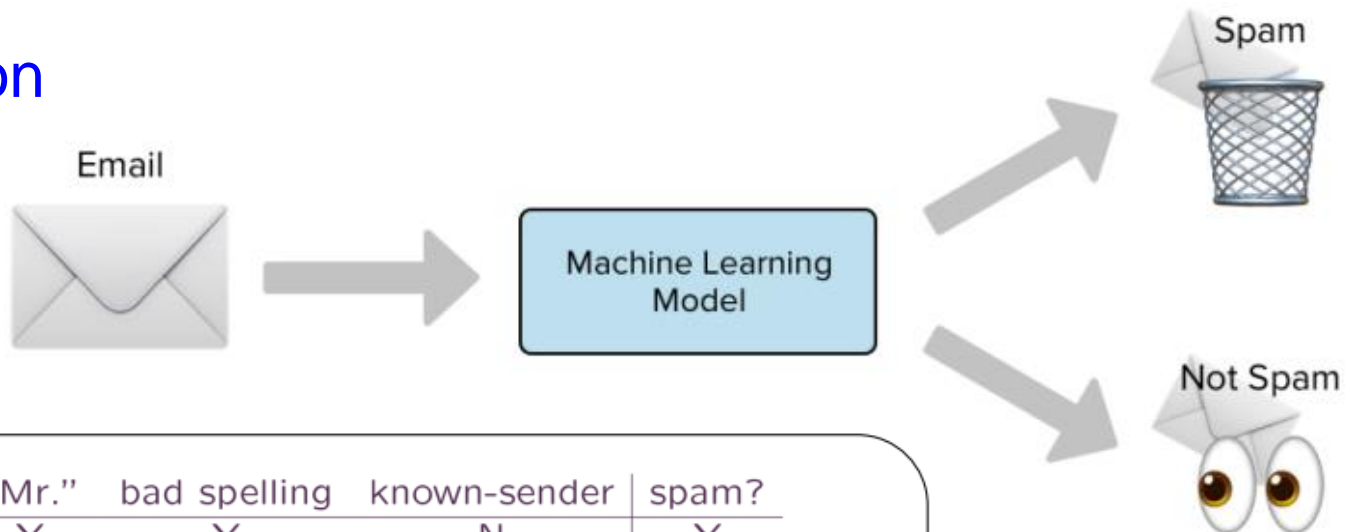 on
Email
Machine Learning
Model
Spam
Not Spam
Mr.” bad spelling known-sender spam?
Y Y N Y